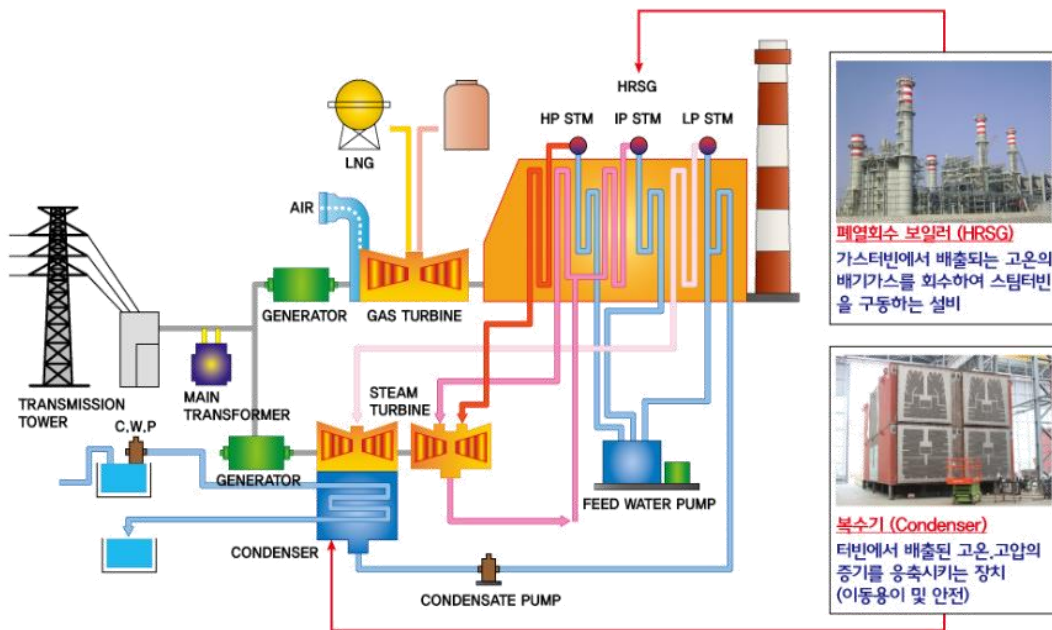 HRSG
HP STM
IP STM
LP STM
LNG
AIR
GENERATOR
GAS TURBINE
MAIN
TRANSFORMER
TRANSMISSION
TOWER
STEAM
TURBINE
C.W.P
GENERATOR
FEED WATER PUMP
CONDENSER
CONDENSATE PUMP
폐열회수 보일러 (HRSG)
가스터빈에서 배출되는 고온의
배기가스를 회수하여 스팀터빈
을 구동하는 설비
복수기 (Condenser)
터빈에서 배출된 고온.고압의
증기를 응축시키는 장치
(이동용이 및 안전)